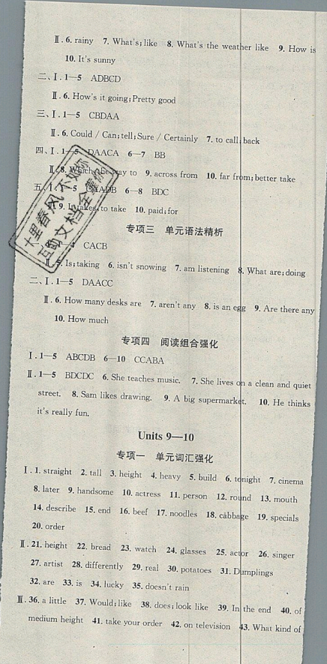 Ⅱ. 6. rainy 7. What's; like 8. What's the weather like 9. How is
10. It's sunny
二、Ⅰ. 1—5 ADBCD
Ⅱ. 6. How's it going; Pretty good
三、Ⅰ. 1—5 CBDAA
Ⅱ. 6. Could / Can; tell; Sure / Certainly 7. to call; back
四、Ⅰ. 1—5 DAACA 6—7 BB
away to 9. across from 10. far from; better take
五、 6—8 BDC
9. to take 10. paid; for
专项三 单元语法精析
CACB
Is; taking 6. isn't snowing 7. am listening 8. What are; doing
二、Ⅰ. 1—5 DAACC
Ⅱ. 6. How many desks are 7. aren't any 8. is an egg 9. Are there any
10. How much
专项四 阅读组合强化
Ⅰ. 1—5 ABCDB 6—10 CCABA
Ⅱ. 1—5 BDCDC 6. She teaches music. 7. She lives on a clean and quiet
street. 8. Sam likes drawing. 9. A big supermarket. 10. He thinks
it's really fun.
Units 9—10
专项一 单元词汇强化
Ⅰ. 1. straight 2. tall 3. height 4. heavy 5. build 6. tonight 7. cinema
8. later 9. handsome 10. actress 11. person 12. round 13. mouth
14. describe 15. end 16. beef 17. noodles 18. cabbage 19. specials
20. order
Ⅱ. 21. height 22. bread 23. watch 24. glasses 25. actor 26. singer
27. artist 28. differently 29. real 30. potatoes 31. Dumplings
32. are 33. is 34. lucky 35. doesn't rain
Ⅲ. 36. a little 37. Would; like 38. does; look like 39. In the end 40. of
medium height 41. take your order 42. on television 43. What kind of